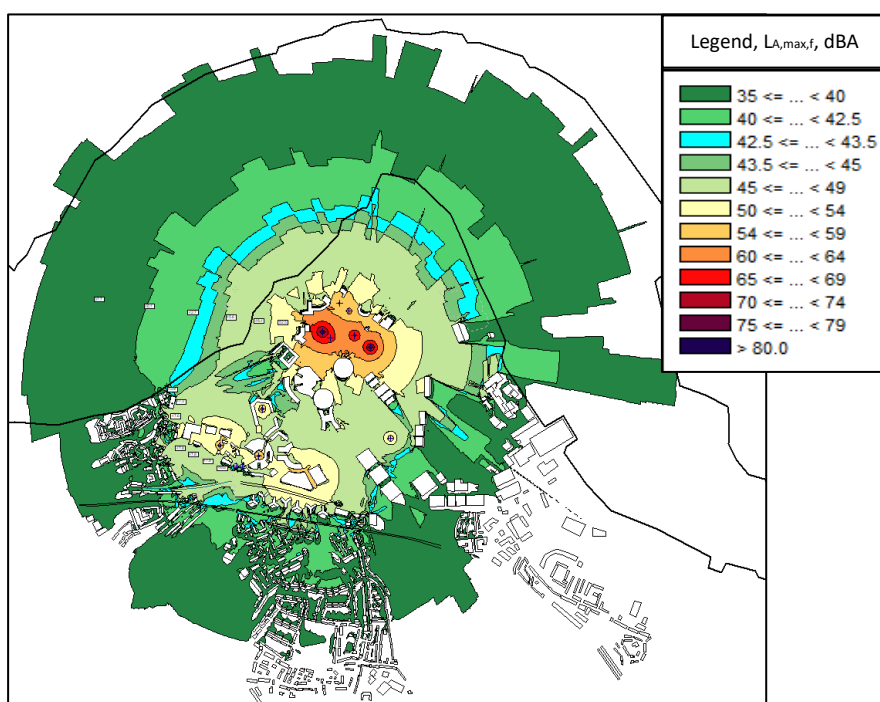 Legend, LA,max,f, dBA
35 <= ... < 40
40 <= ... < 42.5
42.5 <= ... < 43.5
43.5 <= ... < 45
45 <= ... < 49
50 <= ... < 54
54 <= ... < 59
60 <= ... < 64
65 <= ... < 69
70 <= ... < 74
75 <= ... < 79
> 80.0